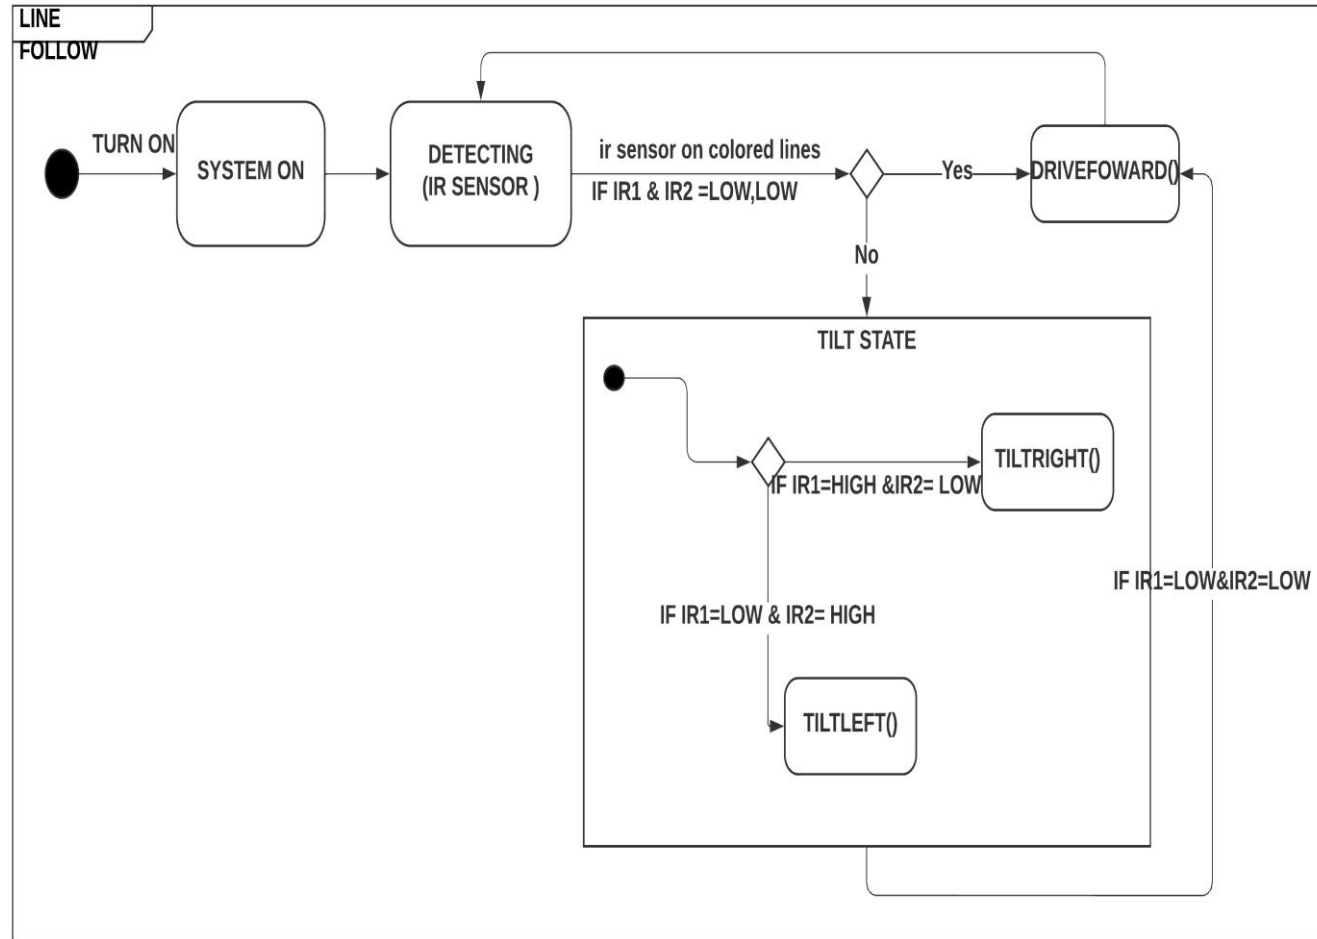 LINE
FOLLOW
TURN ON
SYSTEM ON
DETECTING
(IR SENSOR )
ir sensor on colored lines
IF IR1 & IR2 =LOW,LOW
Yes
DRIVEFOWARD()
No
TILT STATE
TILTRIGHT()
IF IR1=HIGH &IR2= LOW
IF IR1=LOW&IR2=LOW
IF IR1=LOW & IR2= HIGH
TILTLEFT()